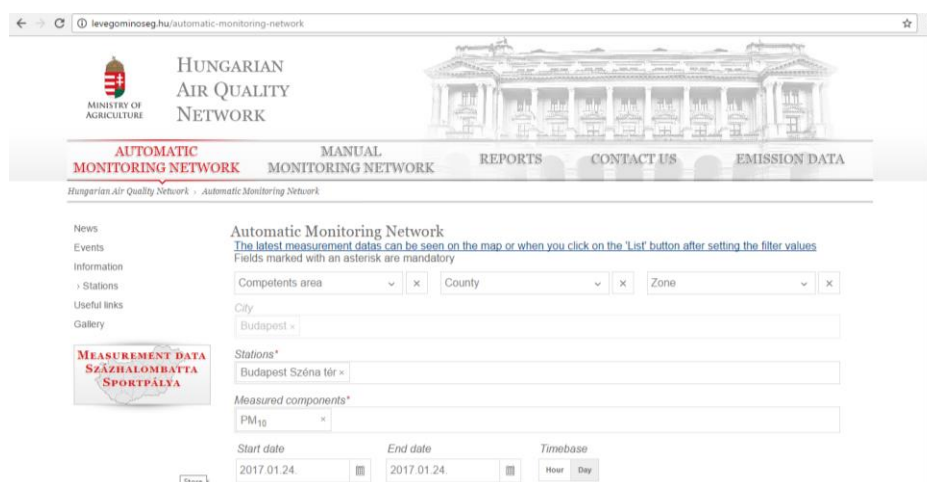 levegominoseg.hu/automatic-monitoring-network
HUNGARIAN
AIR QUALITY
NETWORK
MINISTRY OF
AGRICULTURE
AUTOMATIC
MONITORING NETWORK
MANUAL
MONITORING NETWORK
REPORTS
CONTACT US
EMISSION DATA
Hungarian Air Quality Network › Automatic Monitoring Network
News
Events
Information
› Stations
Useful links
Gallery
MEASUREMENT DATA
SZÁZHALOMBATTA
SPORTPÁLYA
Automatic Monitoring Network
The latest measurement datas can be seen on the map or when you click on the 'List' button after setting the filter values
Fields marked with an asterisk are mandatory
Competents area × County × Zone ×
City
Budapest ×
Stations*
Budapest Széna tér ×
Measured components*
PM₁₀ ×
Start date End date Timebase
2017.01.24. 2017.01.24. Hour Day